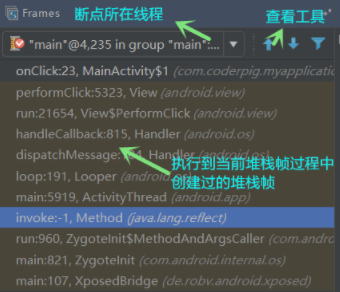 Frames
断点所在线程
查看工具
"main"@4,235 in group "main":...
onClick:23, MainActivity$1 (com.coderpig.myapplication
performClick:5323, View (android.view)
run:21654, View$PerformClick (android.view)
handleCallback:815, Handler (android.os)
dispatchMessage:104, Handler (android.os)
执行到当前堆栈帧过程中
创建过的堆栈帧
loop:191, Looper (android.os)
main:5919, ActivityThread (android.app)
invoke:-1, Method (java.lang.reflect)
run:960, ZygoteInit$MethodAndArgsCaller (com.andro
main:821, ZygoteInit (com.android.internal.os)
main:107, XposedBridge (de.robv.android.xposed)